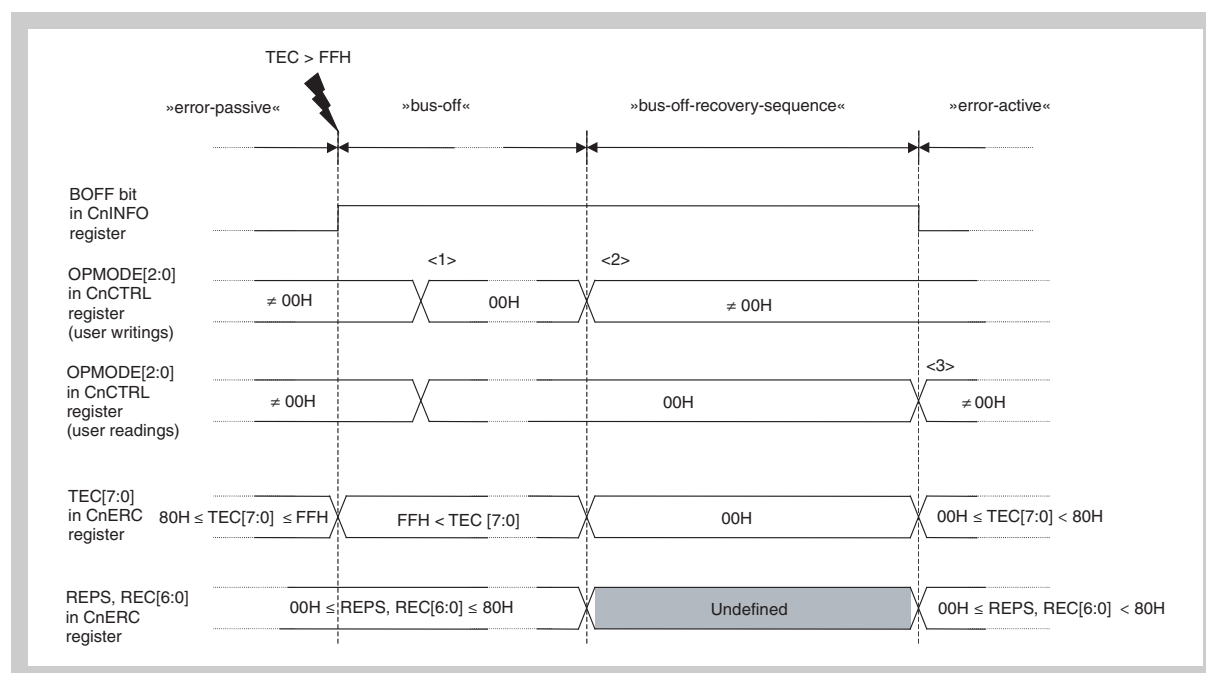 TEC > FFH
»error-passive« »bus-off« »bus-off-recovery-sequence« »error-active«
BOFF bit
in CnINFO
register
<1> <2>
OPMODE[2:0]
in CnCTRL
register
(user writings)
≠ 00H 00H ≠ 00H
<3>
OPMODE[2:0]
in CnCTRL
register
(user readings)
≠ 00H 00H ≠ 00H
TEC[7:0]
in CnERC
register
80H ≤ TEC[7:0] ≤ FFH FFH < TEC [7:0] 00H 00H ≤ TEC[7:0] < 80H
REPS, REC[6:0]
in CnERC
register
00H ≤ REPS, REC[6:0] ≤ 80H Undefined 00H ≤ REPS, REC[6:0] < 80H